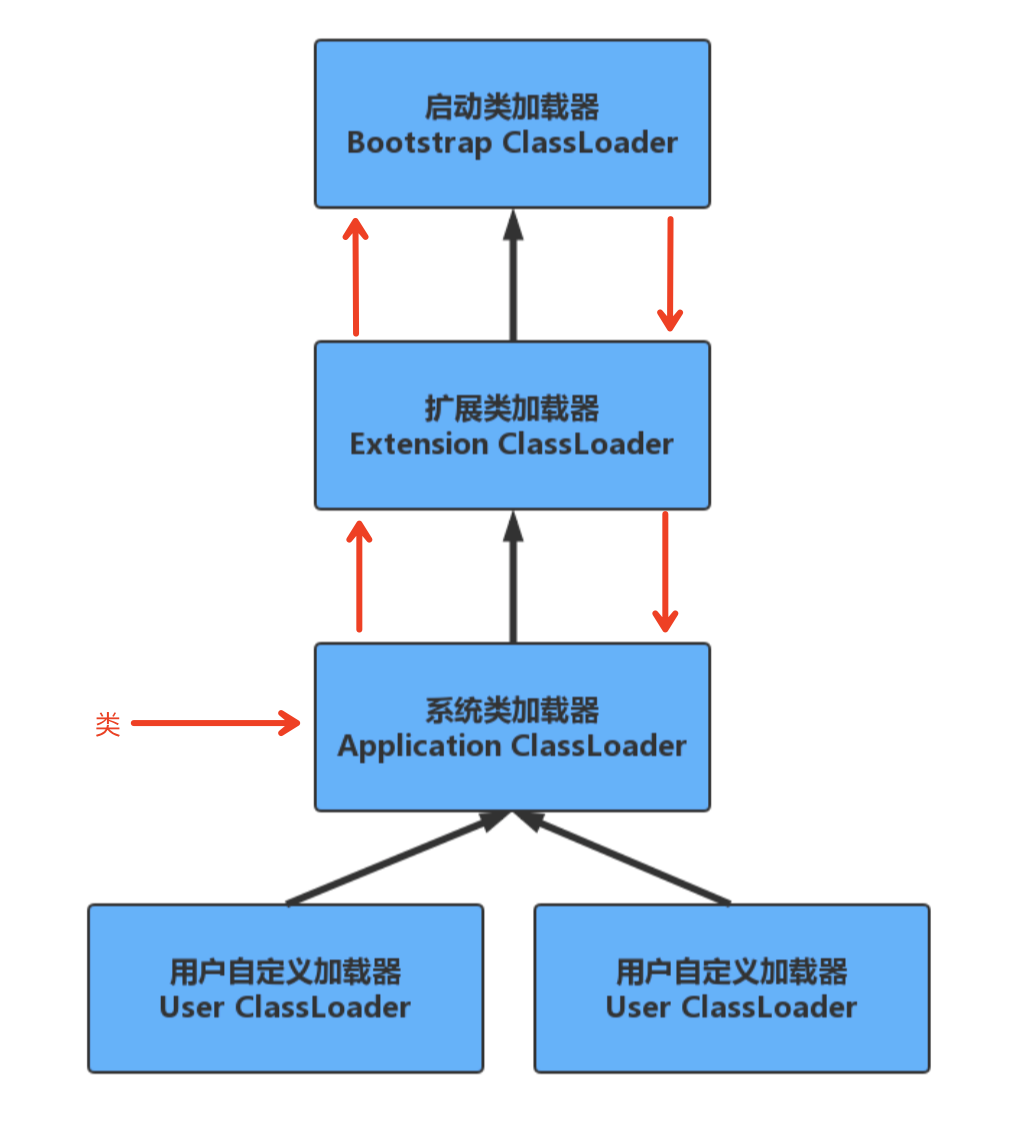 启动类加载器
Bootstrap ClassLoader
扩展类加载器
Extension ClassLoader
类
系统类加载器
Application ClassLoader
用户自定义加载器
User ClassLoader
用户自定义加载器
User ClassLoader